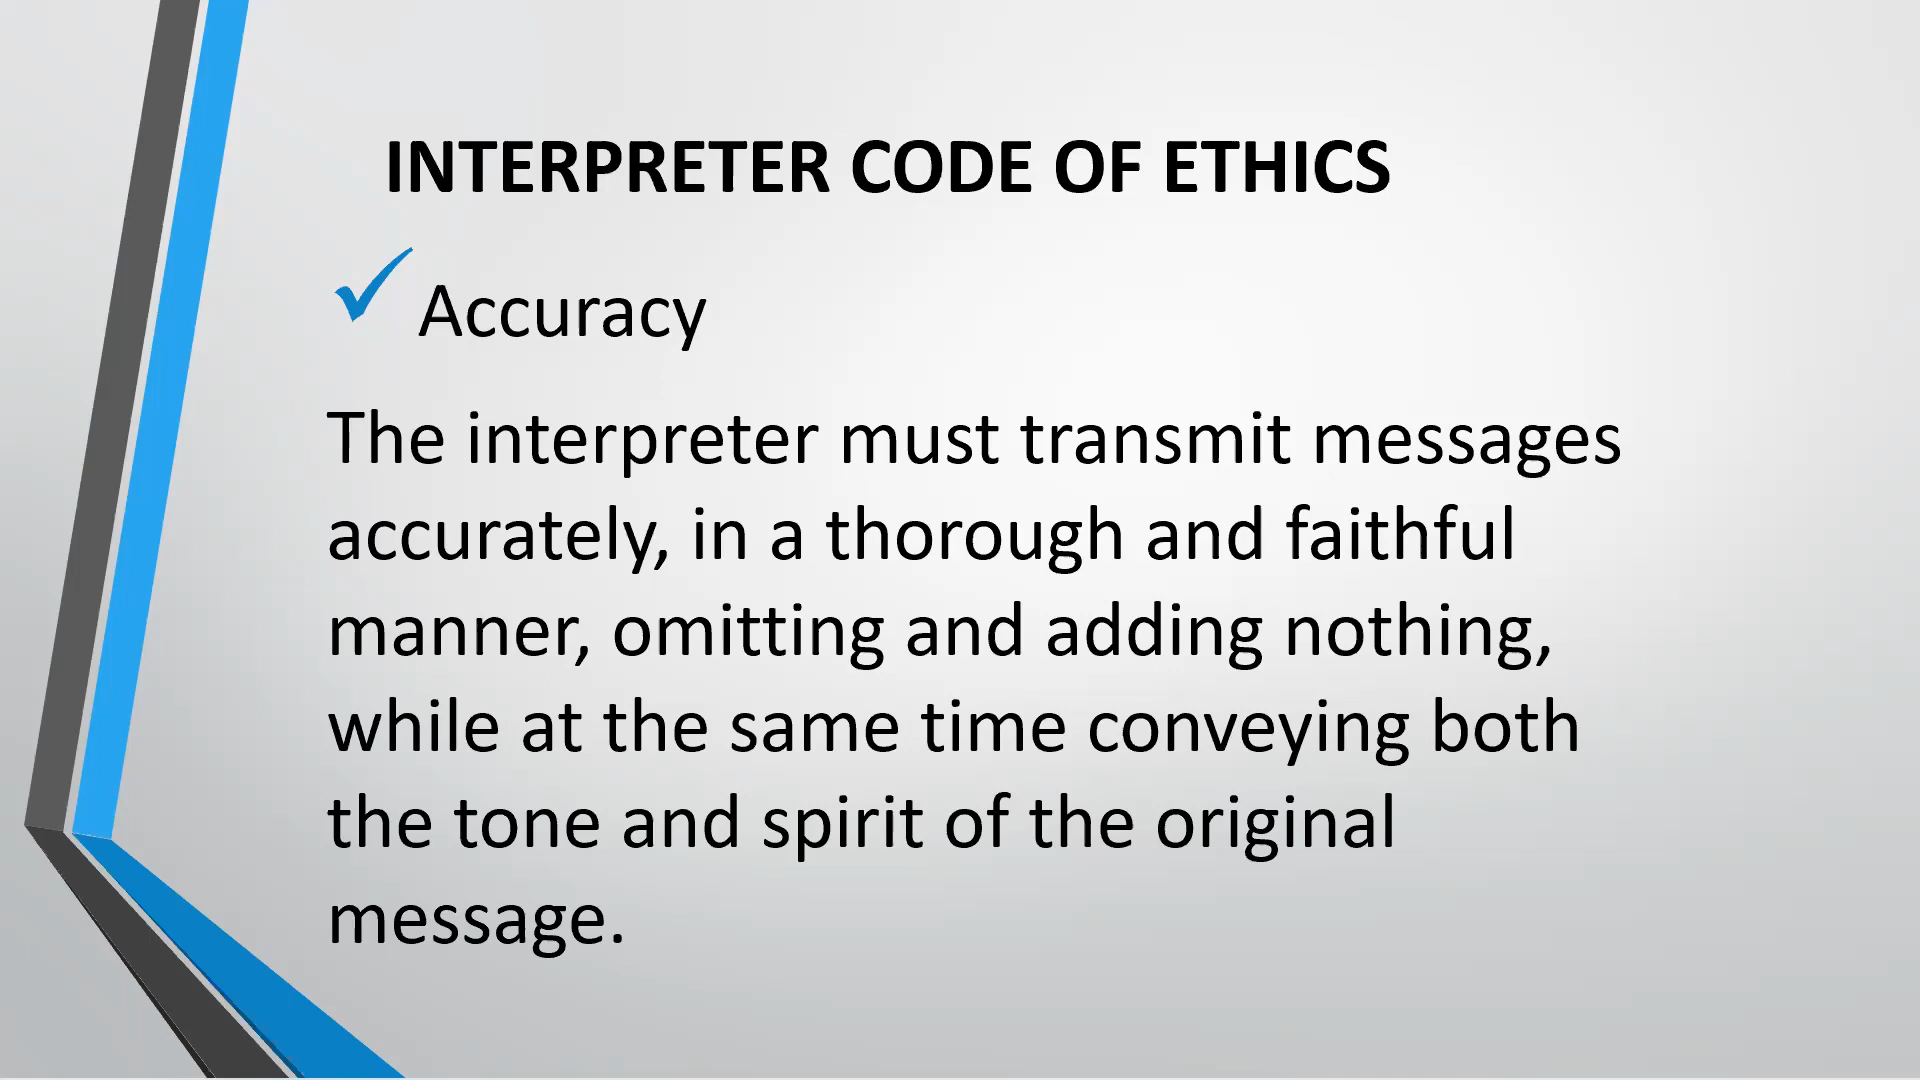 INTERPRETER CODE OF ETHICS
Accuracy
The interpreter must transmit messages
accurately, in a thorough and faithful
manner, omitting and adding nothing,
while at the same time conveying both
the tone and spirit of the original
message.